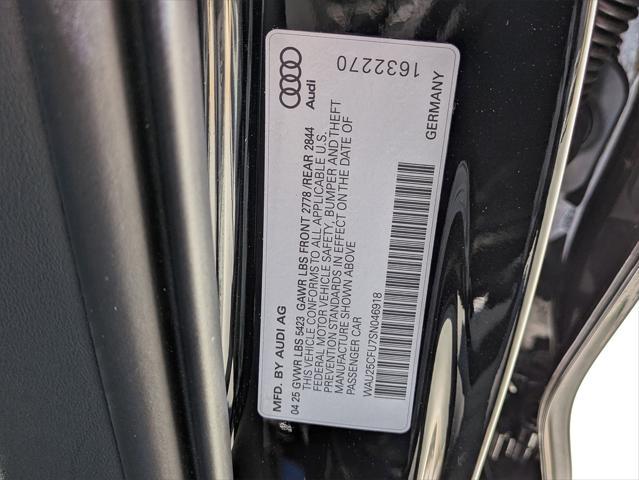 Audi
1632270
MFD. BY AUDI AG
GERMANY
04 25 GVWR LBS 5423 GAWR LBS FRONT 2778 /REAR 2844
THIS VEHICLE CONFORMS TO ALL APPLICABLE U.S.
FEDERAL MOTOR VEHICLE SAFETY, BUMPER AND THEFT
PREVENTION STANDARDS IN EFFECT ON THE DATE OF
MANUFACTURE SHOWN ABOVE
PASSENGER CAR
WAU25CFU7SN046918